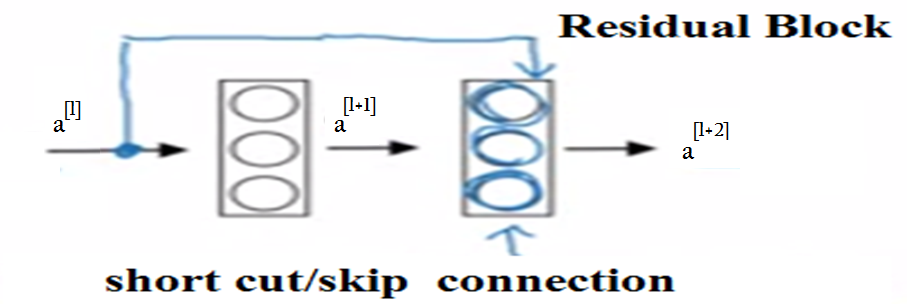 Residual Block
a[l]
a[l+1]
a[l+2]
short cut/skip connection